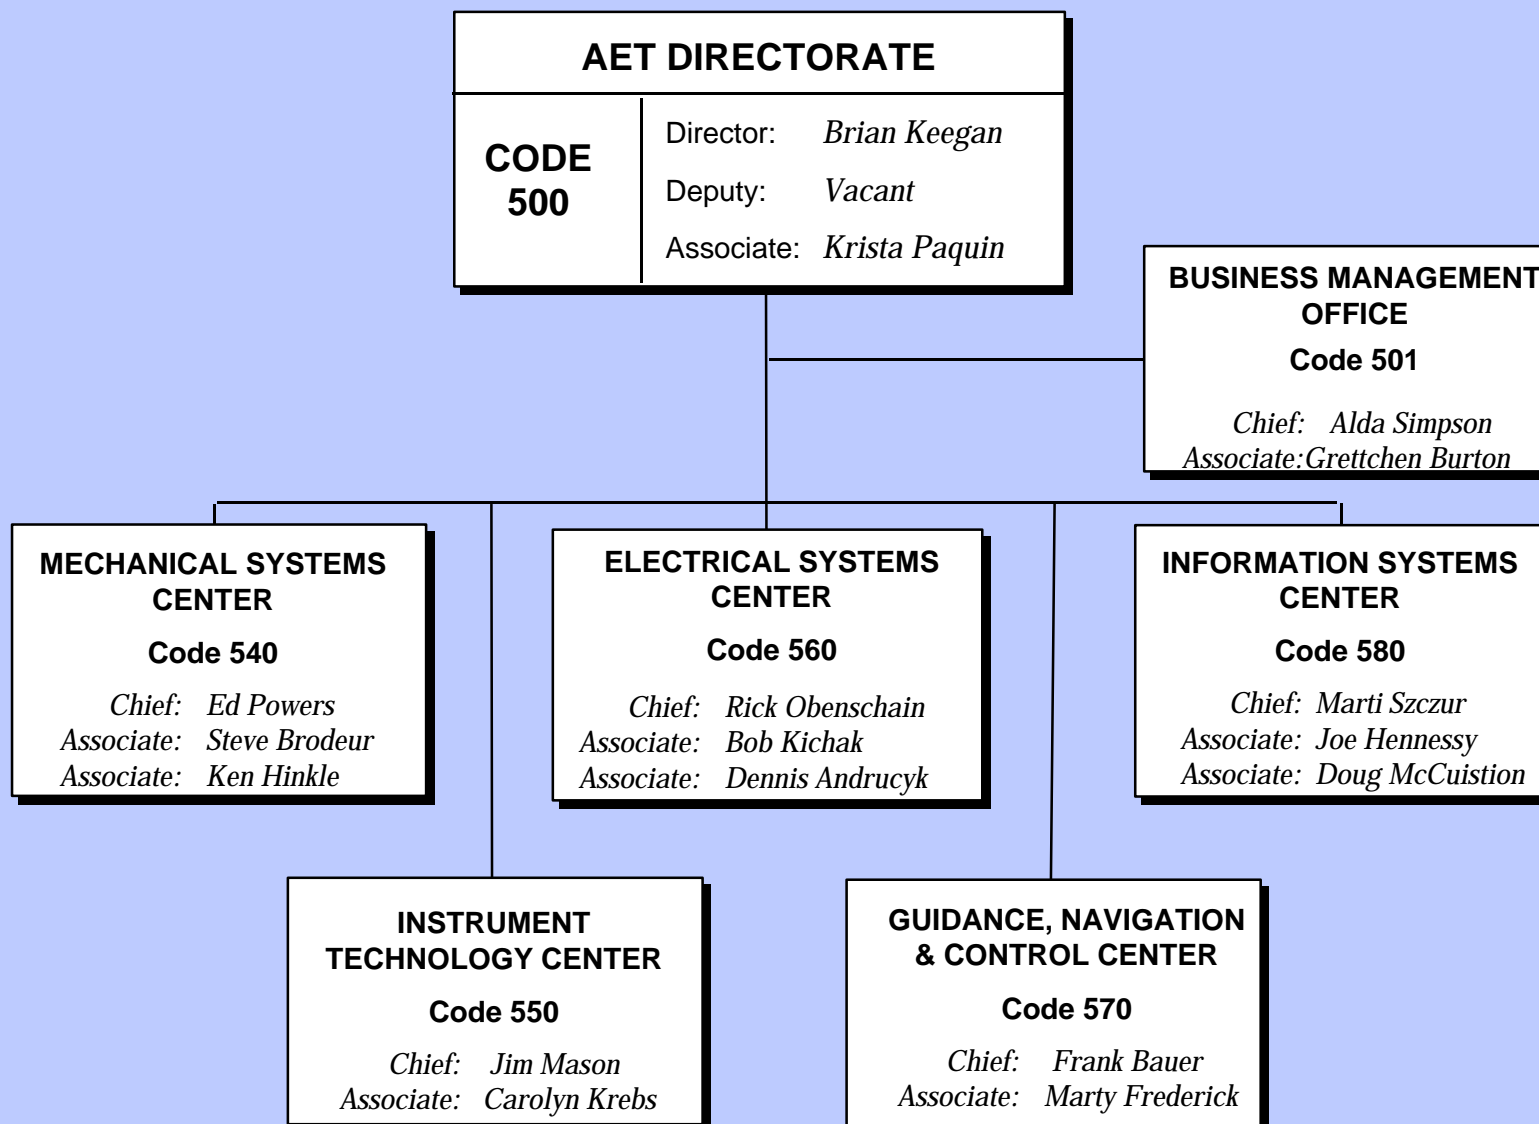 AET DIRECTORATE
CODE
500
Director: Brian Keegan
Deputy: Vacant
Associate: Krista Paquin
BUSINESS MANAGEMENT
OFFICE
Code 501
Chief: Alda Simpson
Associate:Grettchen Burton
MECHANICAL SYSTEMS
CENTER
Code 540
Chief: Ed Powers
Associate: Steve Brodeur
Associate: Ken Hinkle
ELECTRICAL SYSTEMS
CENTER
Code 560
Chief: Rick Obenschain
Associate: Bob Kichak
Associate: Dennis Andrucyk
INFORMATION SYSTEMS
CENTER
Code 580
Chief: Marti Szczur
Associate: Joe Hennessy
Associate: Doug McCuistion
INSTRUMENT
TECHNOLOGY CENTER
Code 550
Chief: Jim Mason
Associate: Carolyn Krebs
GUIDANCE, NAVIGATION
& CONTROL CENTER
Code 570
Chief: Frank Bauer
Associate: Marty Frederick